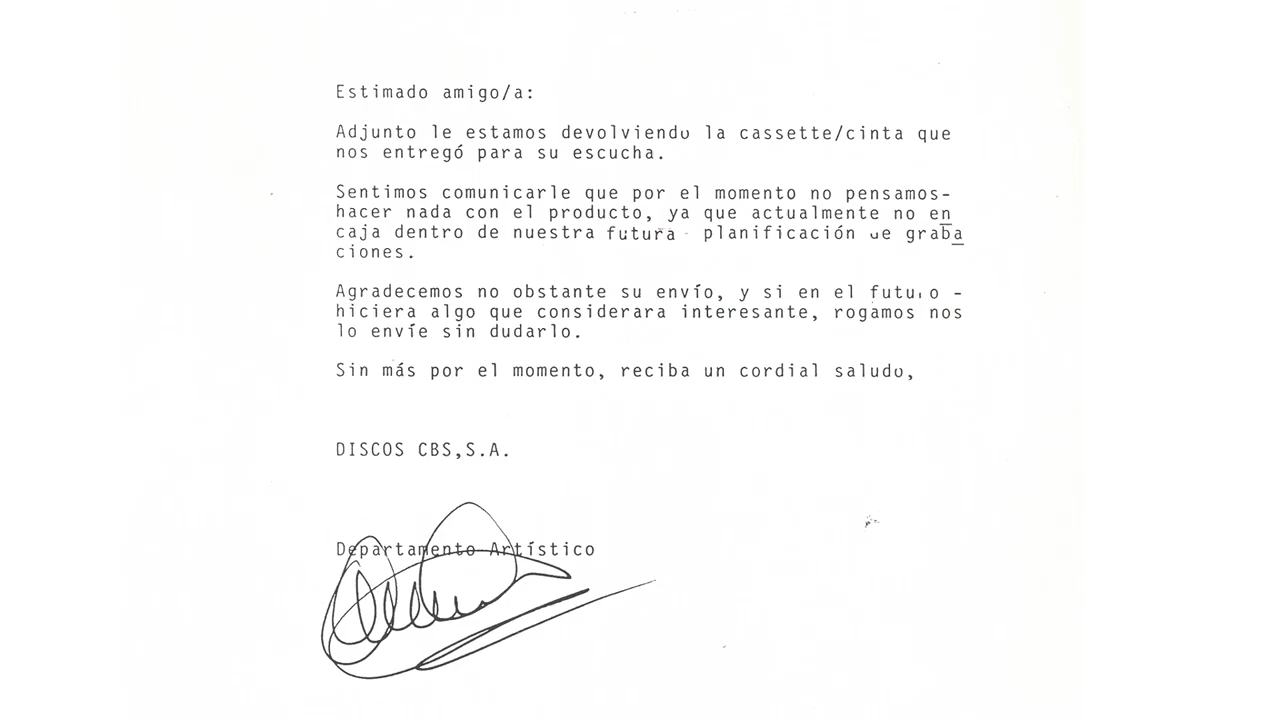 Estimado amigo/a:
Adjunto le estamos devolviendo la cassette/cinta que
nos entregó para su escucha.
Sentimos comunicarle que por el momento no pensamos-
hacer nada con el producto, ya que actualmente no en
caja dentro de nuestra futura - planificación de graba
ciones.
Agradecemos no obstante su envío, y si en el futuro -
hiciera algo que considerara interesante, rogamos nos
lo envíe sin dudarlo.
Sin más por el momento, reciba un cordial saludo,
DISCOS CBS,S.A.
Departamento Artístico